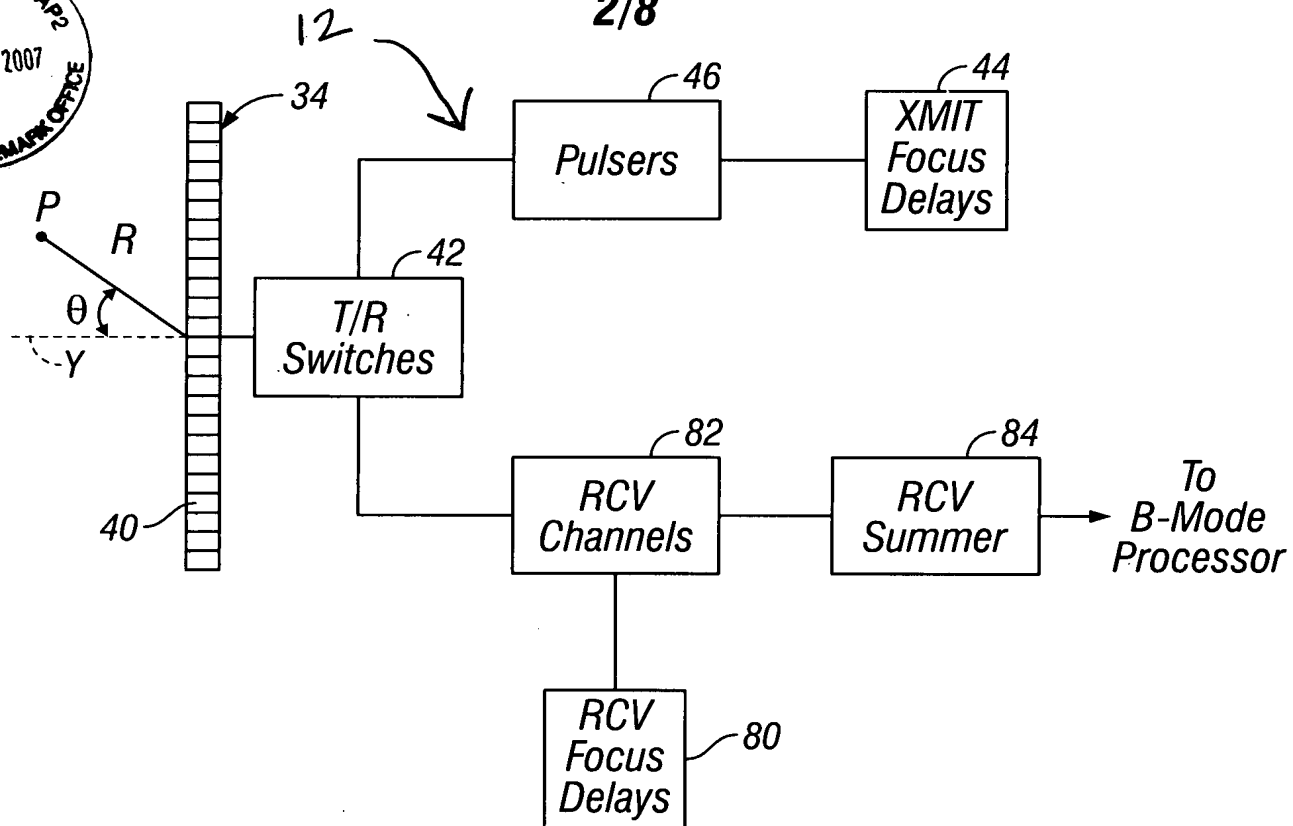 2007
2/8
12
34
46
44
Pulsers
XMIT
Focus
Delays
P
R
θ
Y
42
T/R
Switches
40
82
RCV
Channels
84
RCV
Summer
To
B-Mode
Processor
RCV
Focus
Delays
80